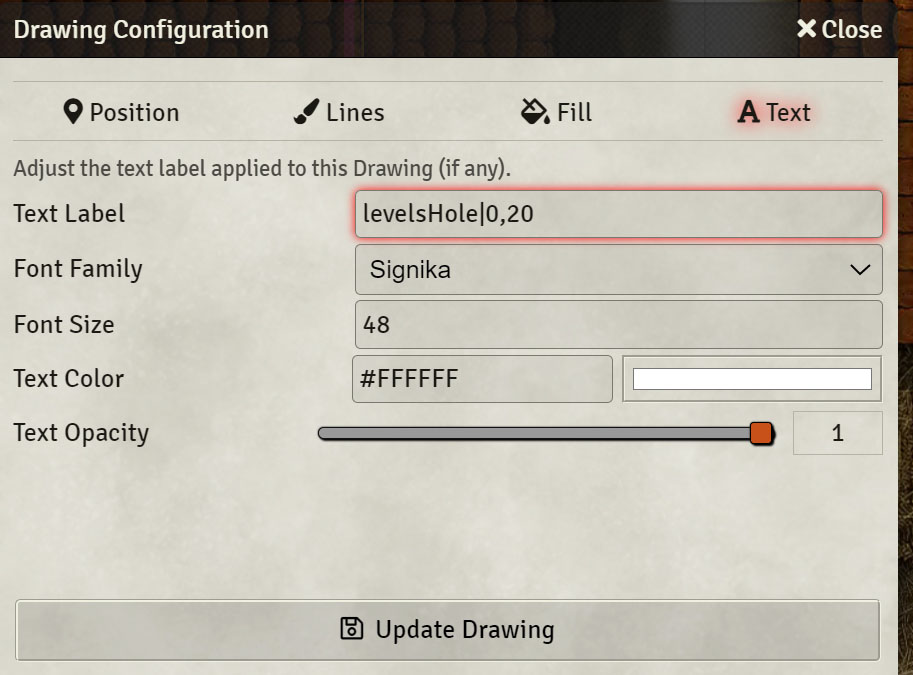 Drawing Configuration
Close
Position
Lines
Fill
Text
Adjust the text label applied to this Drawing (if any).
Text Label
levelsHole|0,20
Font Family
Signika
Font Size
48
Text Color
#FFFFFF
Text Opacity
1
Update Drawing